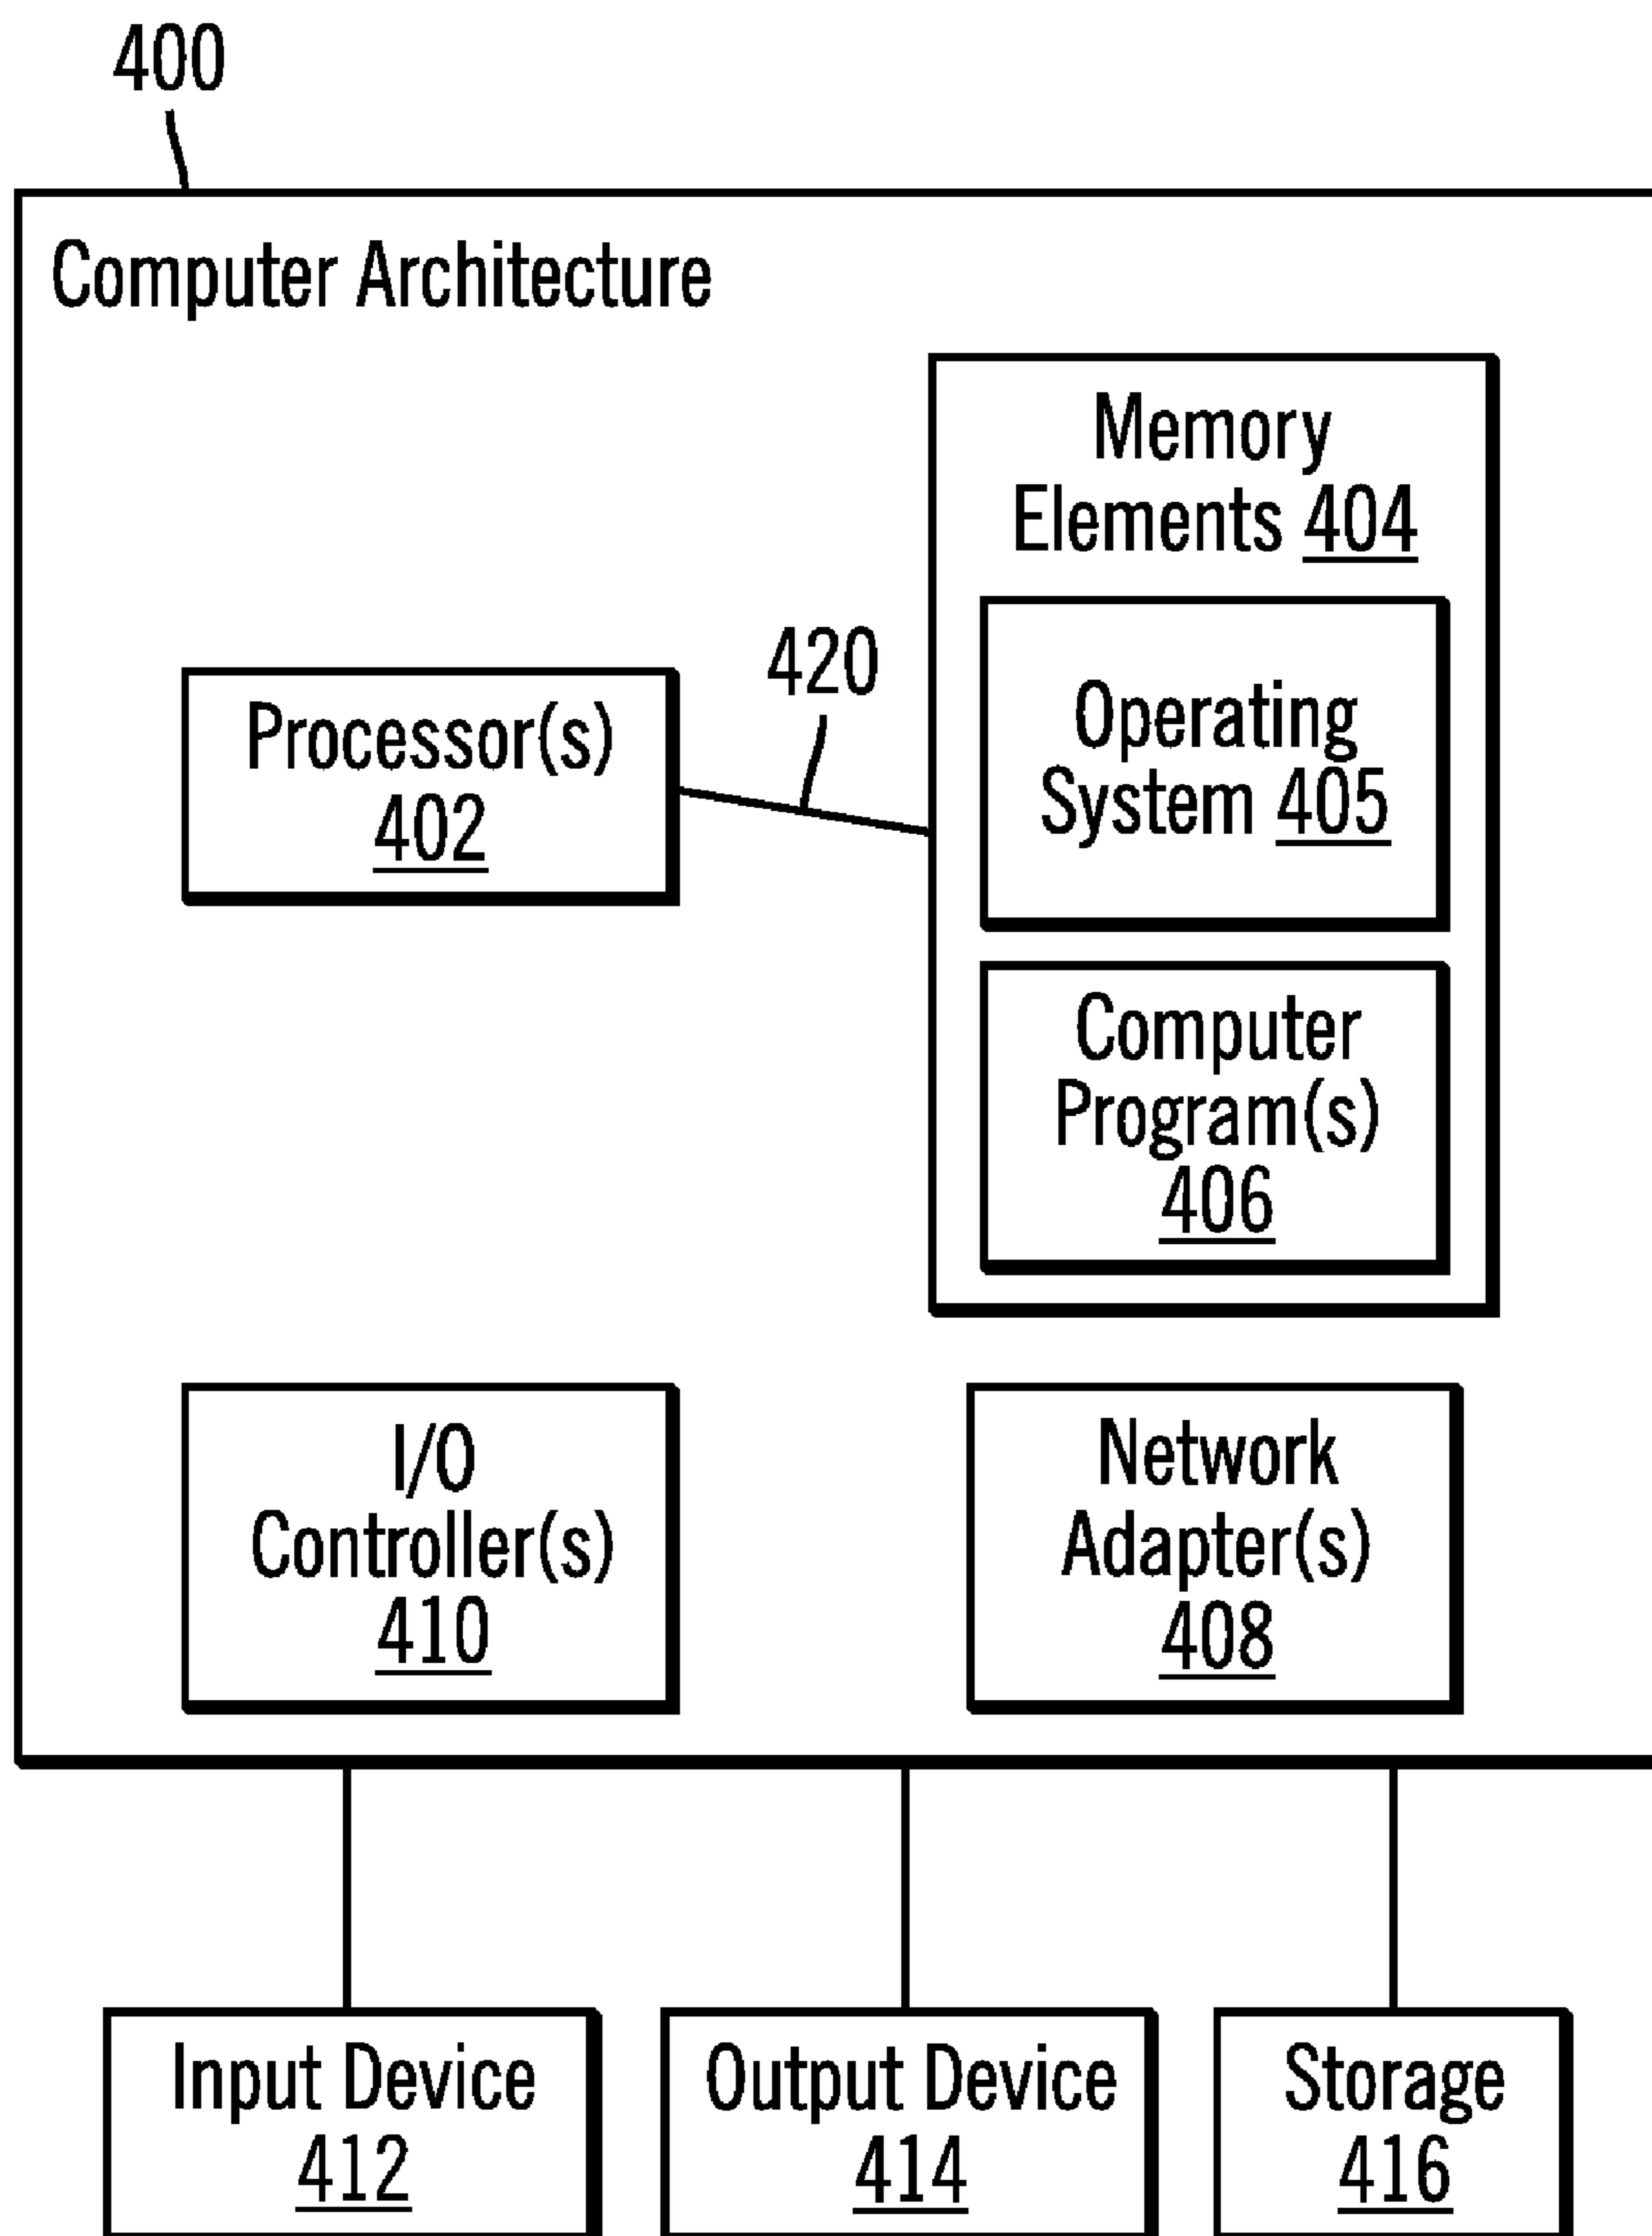 400
Computer Architecture
Memory
Elements 404
420
Operating
System 405
Processor(s)
402
Computer
Program(s)
406
I/O
Controller(s)
410
Network
Adapter(s)
408
Input Device
412
Output Device
414
Storage
416